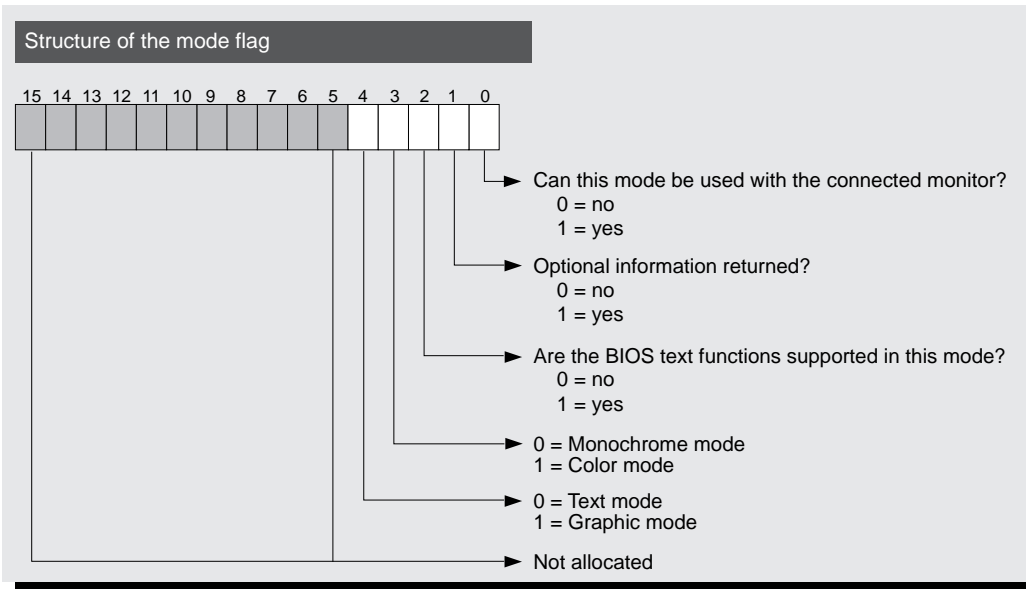 Structure of the mode flag
15 14 13 12 11 10 9 8 7 6 5 4 3 2 1 0
Can this mode be used with the connected monitor?
0 = no
1 = yes
Optional information returned?
0 = no
1 = yes
Are the BIOS text functions supported in this mode?
0 = no
1 = yes
0 = Monochrome mode
1 = Color mode
0 = Text mode
1 = Graphic mode
Not allocated